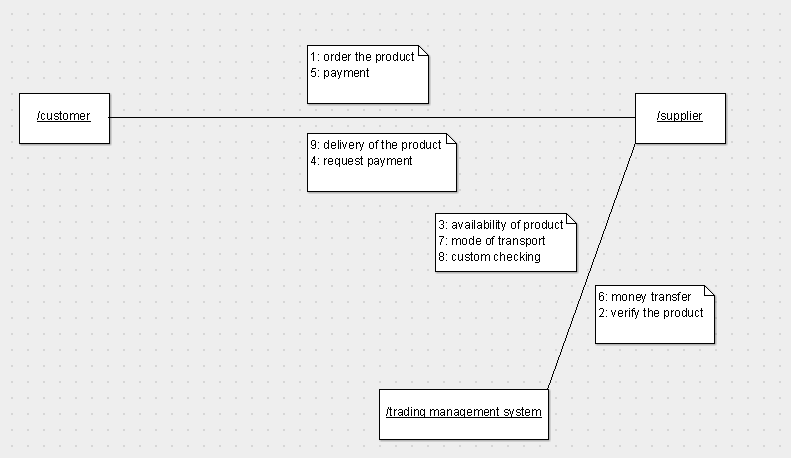 1: order the product
5: payment
/customer
/supplier
9: delivery of the product
4: request payment
3: availability of product
7: mode of transport
8: custom checking
6: money transfer
2: verify the product
/trading management system